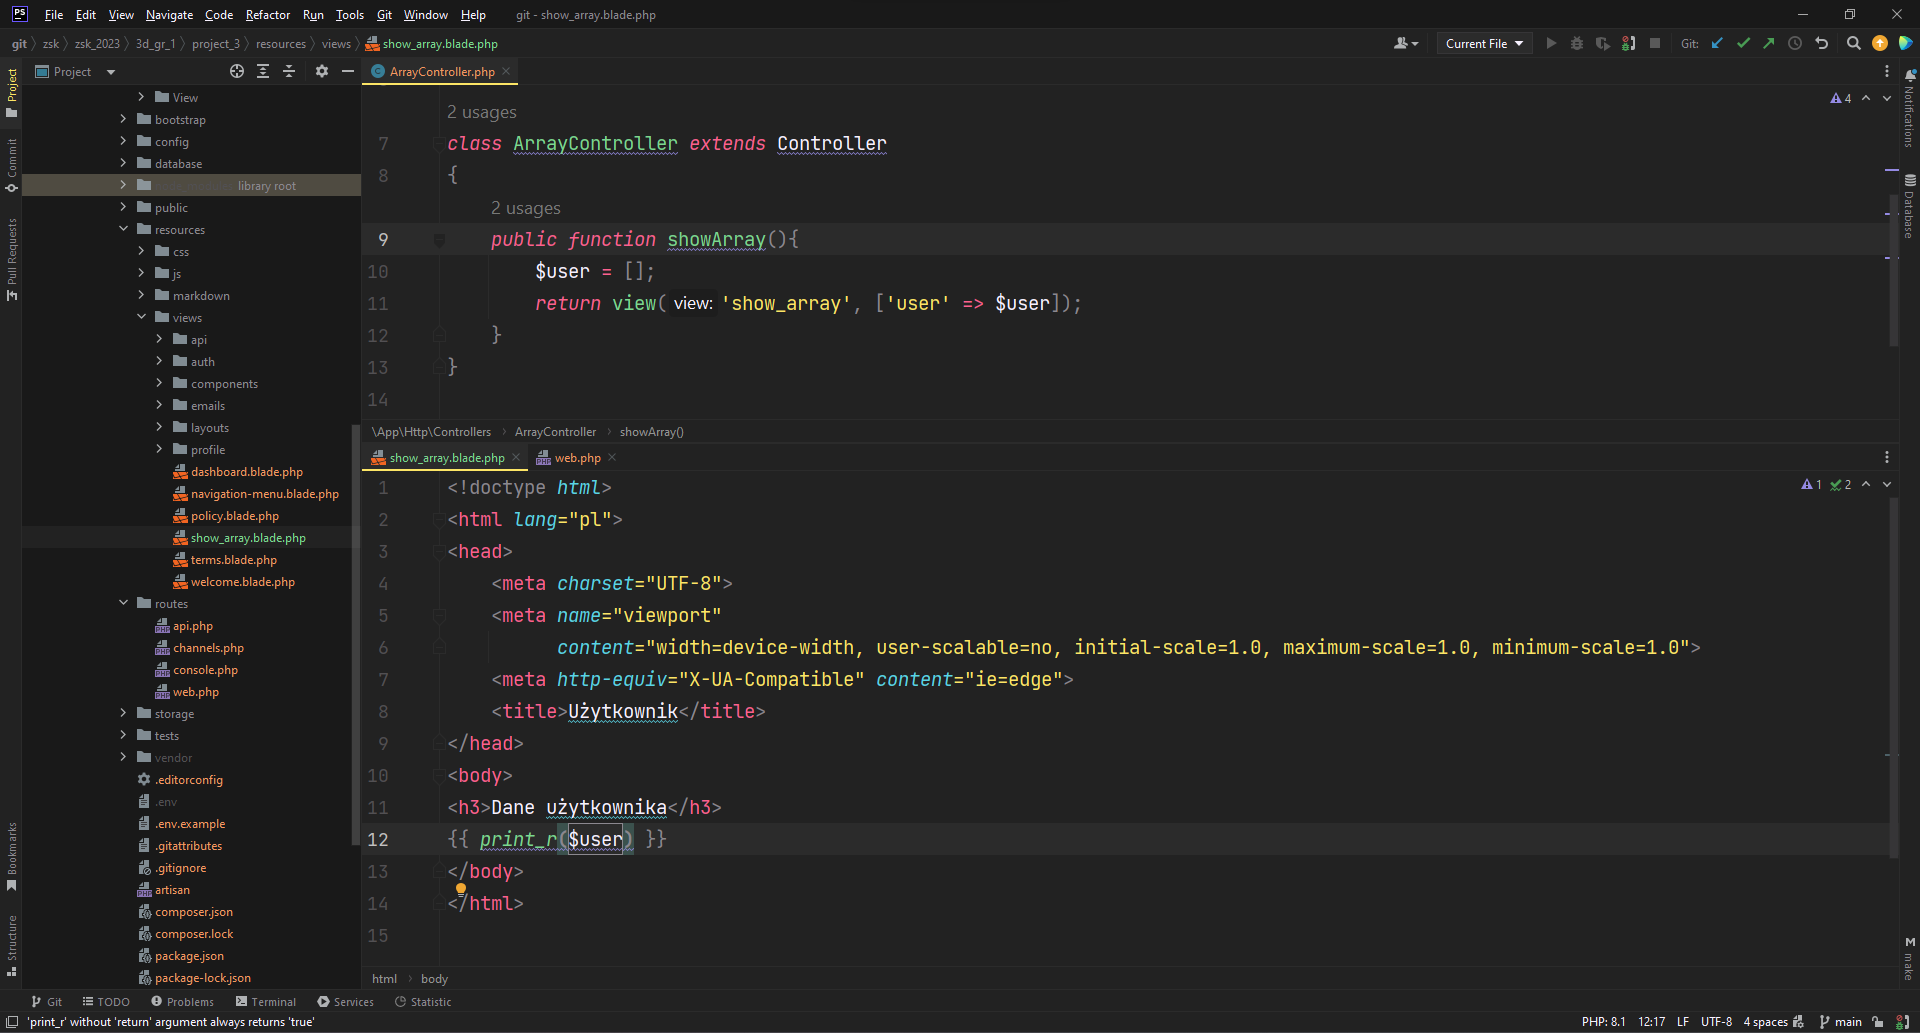 PS File Edit View Navigate Code Refactor Run Tools Git Window Help git - show_array.blade.php
git zsk zsk_2023 3d_gr_1 project_3 resources views show_array.blade.php Current File Git:
Project
ArrayController.php
View
bootstrap
config
database
library root
public
resources
css
js
markdown
views
api
auth
components
emails
layouts
profile
dashboard.blade.php
navigation-menu.blade.php
policy.blade.php
show_array.blade.php
terms.blade.php
welcome.blade.php
routes
api.php
channels.php
console.php
web.php
storage
tests
vendor
.editorconfig
.env
.env.example
.gitattributes
.gitignore
artisan
composer.json
composer.lock
package.json
package-lock.json
Project
Commit
Pull Requests
Bookmarks
Structure
2 usages
4
7 class ArrayController extends Controller
8 {
2 usages
9 public function showArray(){
10 $user = [];
11 return view( view: 'show_array', ['user' => $user]);
12 }
13 }
14
\App\Http\Controllers ArrayController showArray()
show_array.blade.php web.php
1 2
1 <!doctype html>
2 <html lang="pl">
3 <head>
4 <meta charset="UTF-8">
5 <meta name="viewport"
6 content="width=device-width, user-scalable=no, initial-scale=1.0, maximum-scale=1.0, minimum-scale=1.0">
7 <meta http-equiv="X-UA-Compatible" content="ie=edge">
8 <title>Użytkownik</title>
9 </head>
10 <body>
11 <h3>Dane użytkownika</h3>
12 {{ print_r($user) }}
13 </body>
14 </html>
15
html body
Notifications
Database
M make
Git TODO Problems Terminal Services Statistic
'print_r' without 'return' argument always returns 'true' PHP: 8.1 12:17 LF UTF-8 4 spaces main